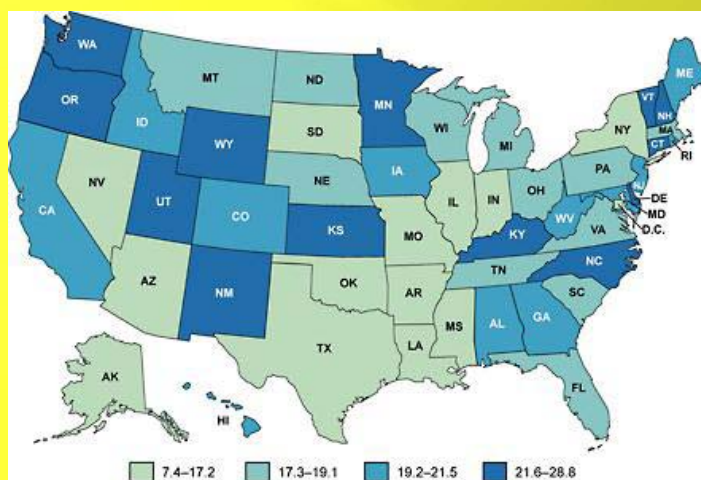 WA
MT
ND
MN
ME
VT
NH
OR
ID
WY
SD
WI
MI
NY
MA
CT
RI
NV
UT
CO
NE
IA
IL
IN
OH
PA
NJ
DE
MD
D.C.
CA
KS
MO
KY
WV
VA
AZ
NM
OK
AR
TN
NC
SC
TX
LA
MS
AL
GA
FL
AK
HI
7.4–17.2 17.3–19.1 19.2–21.5 21.6–28.8